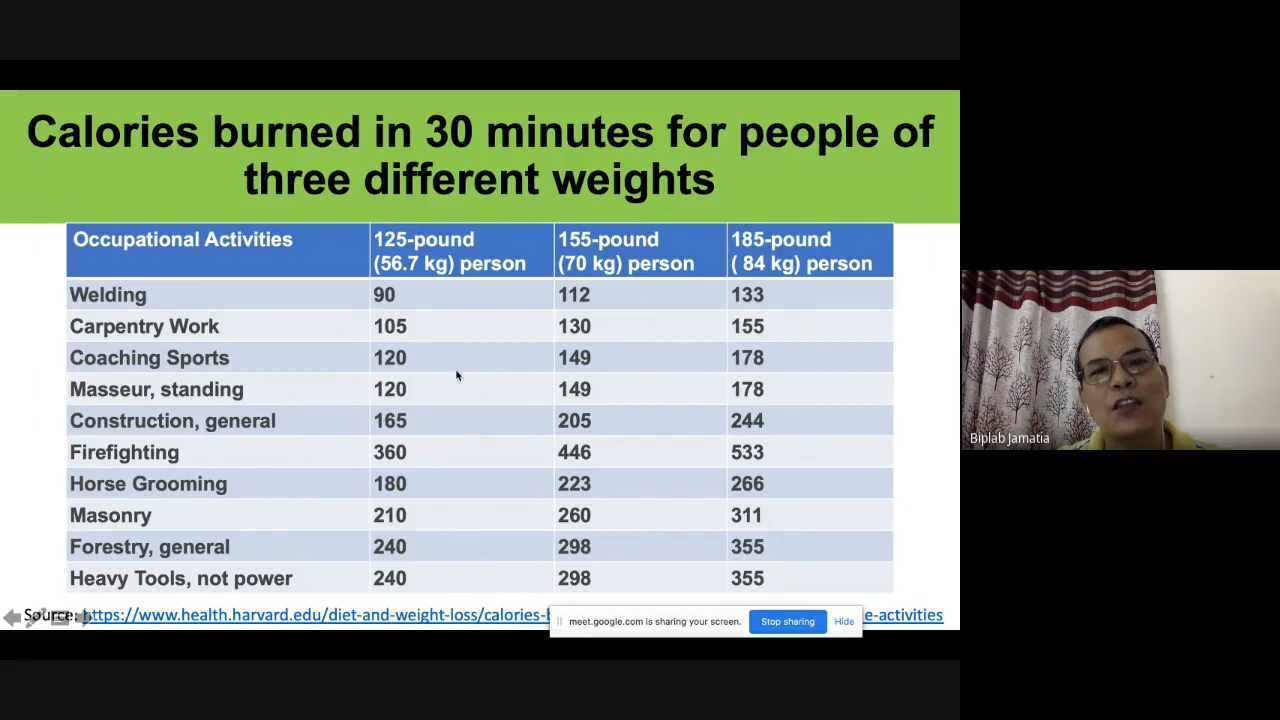 Calories burned in 30 minutes for people of
three different weights
Occupational Activities 125-pound (56.7 kg) person 155-pound (70 kg) person 185-pound ( 84 kg) person
Welding 90 112 133
Carpentry Work 105 130 155
Coaching Sports 120 149 178
Masseur, standing 120 149 178
Construction, general 165 205 244
Firefighting 360 446 533
Horse Grooming 180 223 266
Masonry 210 260 311
Forestry, general 240 298 355
Heavy Tools, not power 240 298 355
Source: https://www.health.harvard.edu/diet-and-weight-loss/calories- e-activities
meet.google.com is sharing your screen. Stop sharing Hide
Biplab Jamatia